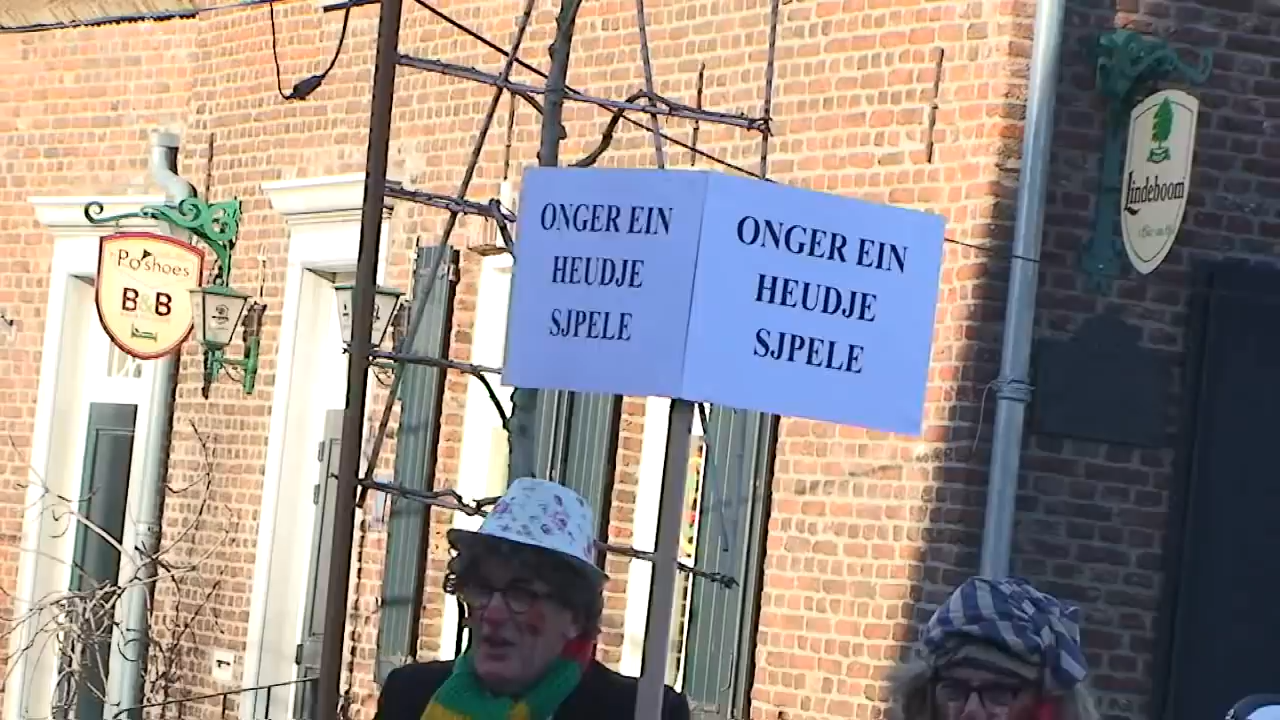 Po'shoes
B&B
ONGER EIN
HEUDJE
SJPELE
ONGER EIN
HEUDJE
SJPELE
Lindeboom